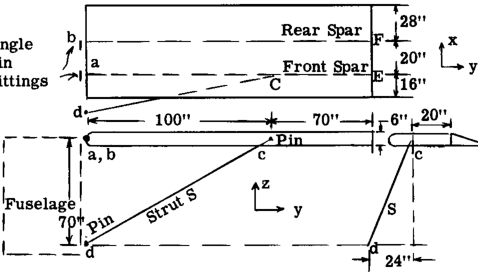 28"
Rear Spar
b
F
x
ngle
in
ittings
20"
y
a
Front Spar
E
C
16"
d
100"
70"
6"
20"
Pin
a, b
c
c
Fuselage
Pin
Strut S
z
y
S
70"
d
d
24"